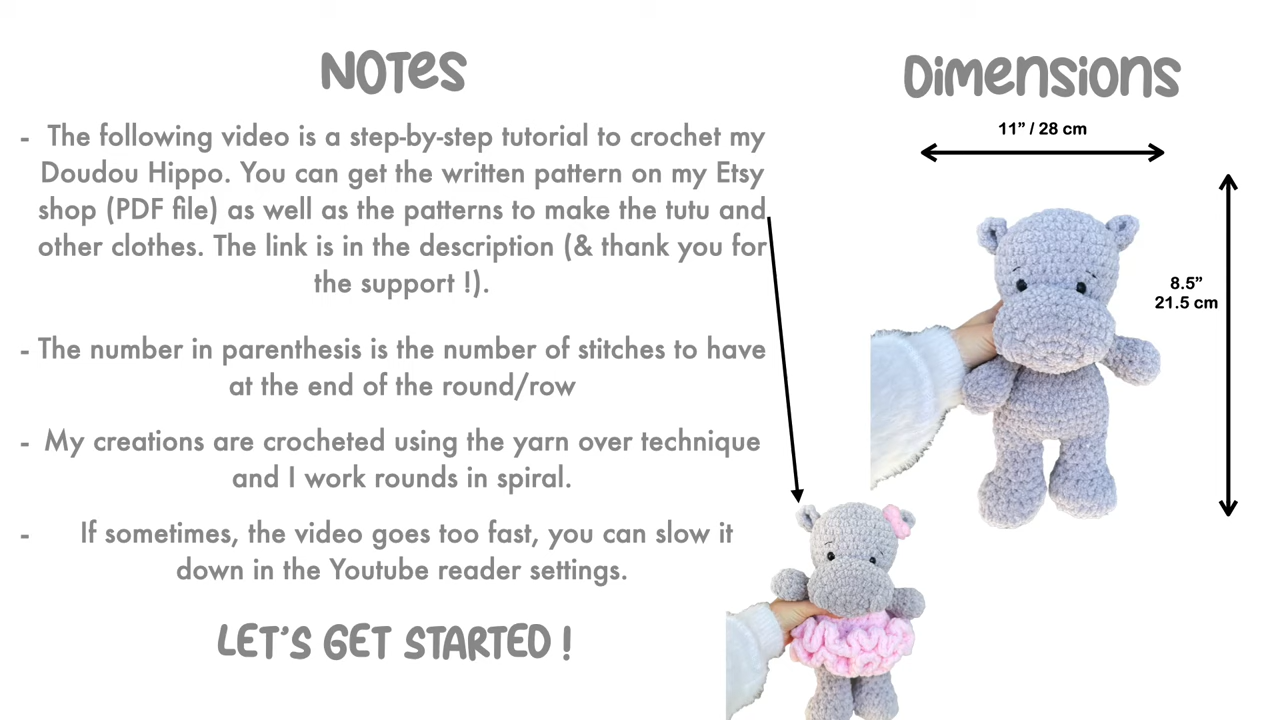 NOTES
- The following video is a step-by-step tutorial to crochet my
Doudou Hippo. You can get the written pattern on my Etsy
shop (PDF file) as well as the patterns to make the tutu and
other clothes. The link is in the description (& thank you for
the support !).
- The number in parenthesis is the number of stitches to have
at the end of the round/row
- My creations are crocheted using the yarn over technique
and I work rounds in spiral.
- If sometimes, the video goes too fast, you can slow it
down in the Youtube reader settings.
LET'S GET STARTED !
Dimensions
11” / 28 cm
8.5”
21.5 cm